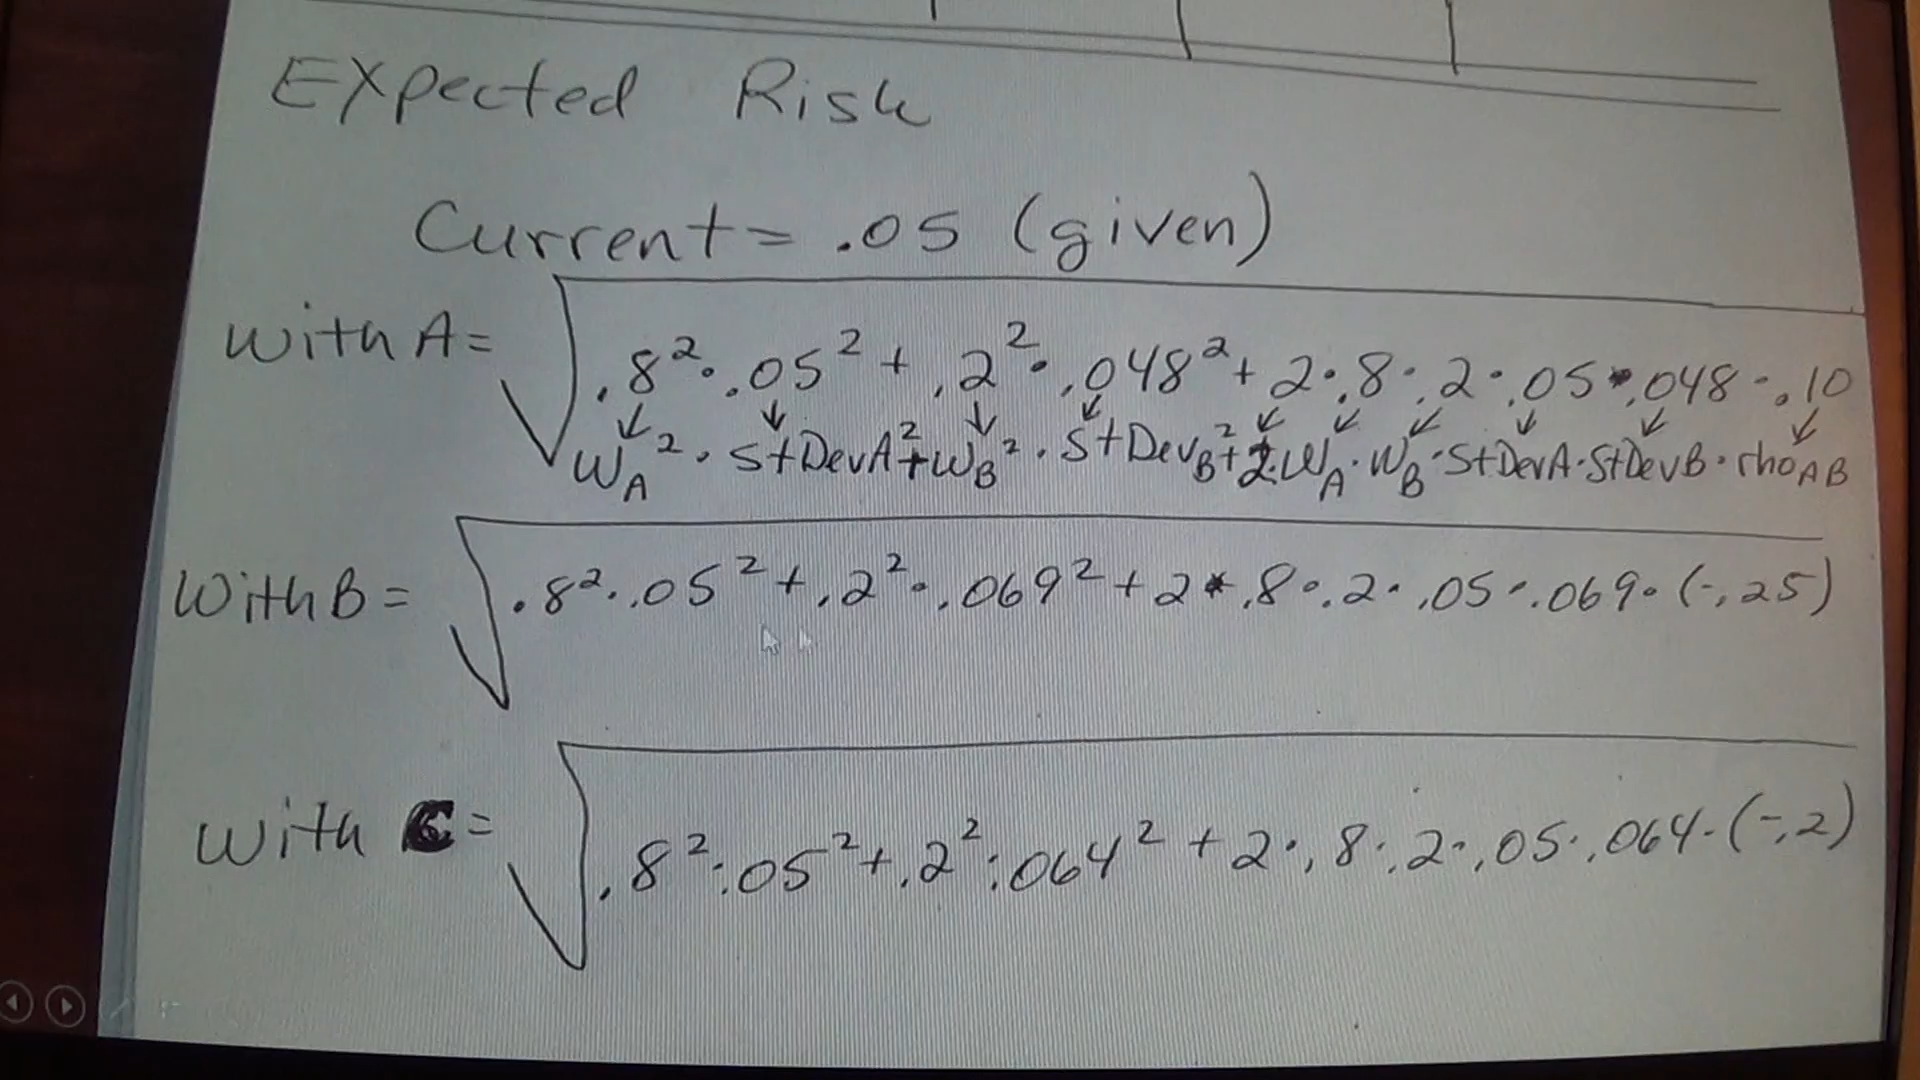 Expected Risk
Current = .05 (given)
With A = √.8²·.05² + .2²·.048² + 2·.8·.2·.05·.048·.10
W_A²·StDevA² + W_B²·StDev_B² + 2·W_A·W_B·StDevA·StDevB·rho_AB
With B = √.8²·.05² + .2²·.069² + 2*.8·.2·.05·.069·(-.25)
With C = √.8²·.05² + .2²·.064² + 2·.8·.2·.05·.064·(-.2)